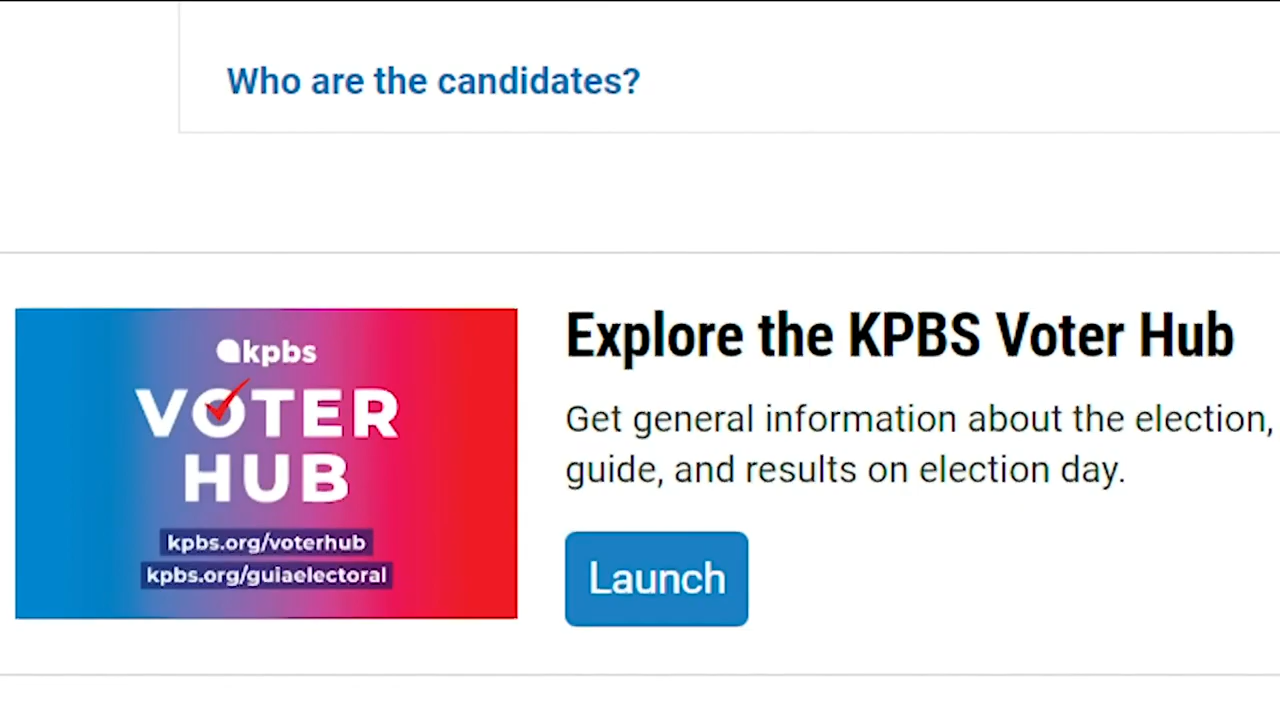 Who are the candidates?
kpbs
VOTER
HUB
kpbs.org/voterhub
kpbs.org/guiaelectoral
Explore the KPBS Voter Hub
Get general information about the election,
guide, and results on election day.
Launch